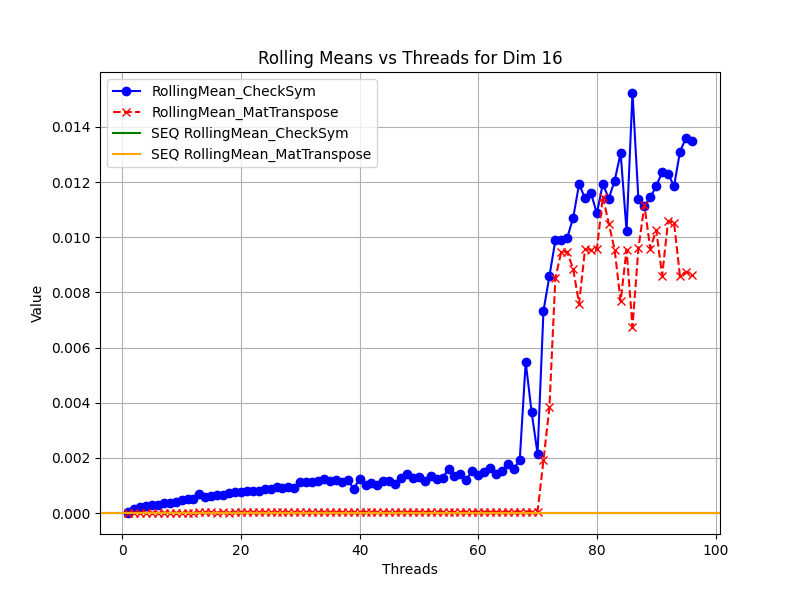 Rolling Means vs Threads for Dim 16
RollingMean_CheckSym
RollingMean_MatTranspose
SEQ RollingMean_CheckSym
SEQ RollingMean_MatTranspose
Value
0.014
0.012
0.010
0.008
0.006
0.004
0.002
0.000
0 20 40 60 80 100
Threads